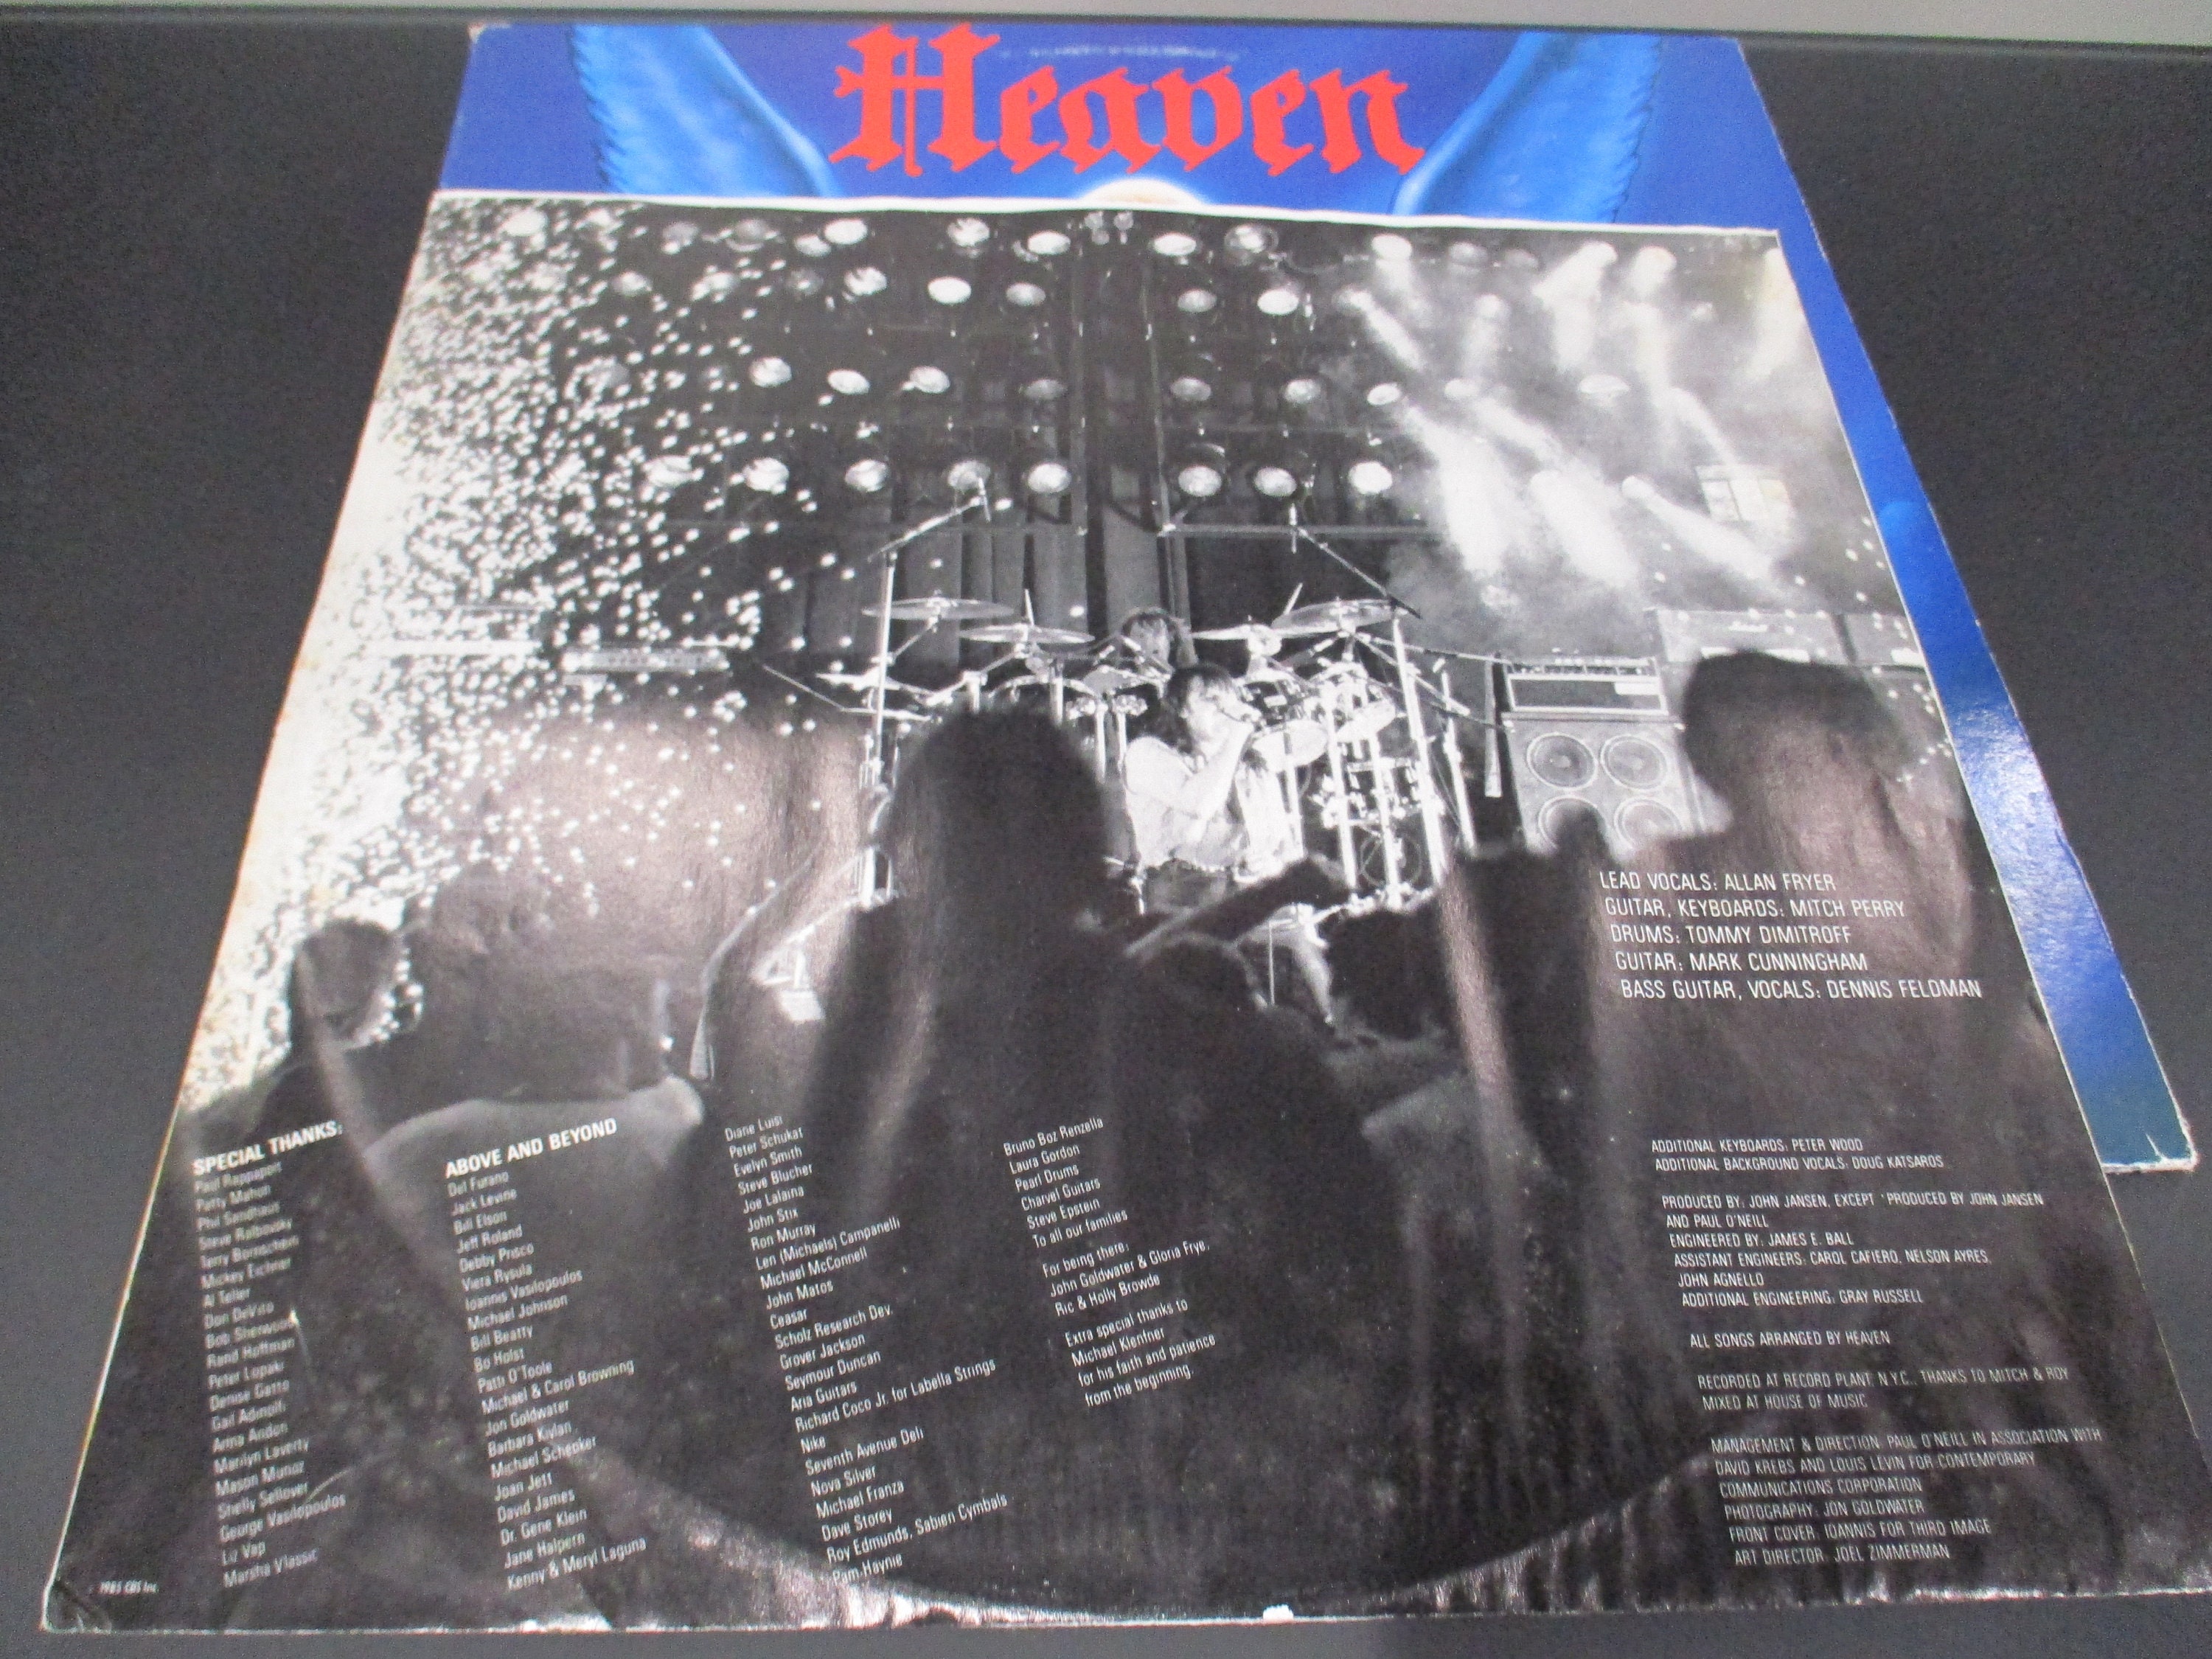 Heaven
LEAD VOCALS: ALLAN FRYER
GUITAR, KEYBOARDS: MITCH PERRY
DRUMS: TOMMY DIMITROFF
GUITAR: MARK CUNNINGHAM
BASS GUITAR, VOCALS: DENNIS FELDMAN
SPECIAL THANKS:
Paul Rappaport
Patty Mahon
Phil Sandhaus
Steve Ralbovsky
Terry Bornschein
Mickey Eichner
Al Teller
Don DeVito
Bob Sherwood
Rand Hoffman
Peter Lopakr
Denise Gatto
Gail Adinolfi
Anna Andon
Marilyn Laverty
Mason Munoz
Shelly Sellover
George Vasilopoulos
Liz Vap
Marsha Vlassic
ABOVE AND BEYOND
Del Furano
Jack Levine
Bill Elson
Jeff Roland
Debby Prisco
Viera Rysula
Ioannis Vasilopoulos
Michael Johnson
Bill Beatty
Bo Holst
Patti O'Toole
Michael & Carol Browning
Jon Goldwater
Barbara Kivlan
Michael Schenker
Joan Jett
David James
Dr. Gene Klein
Jane Halpern
Kenny & Meryl Laguna
Diane Luisi
Peter Schukat
Evelyn Smith
Steve Blucher
Joe Lalaina
John Stix
Ron Murray
Len (Michaels) Campanelli
Michael McConnell
John Matos
Ceasar
Scholz Research Dev.
Grover Jackson
Seymour Duncan
Aria Guitars
Richard Coco Jr. for Labella Strings
Nike
Seventh Avenue Deli
Nova Silver
Michael Franza
Dave Storey
Roy Edmunds, Sabien Cymbals
Pam Haynie
Bruno Boz Renzella
Laura Gordon
Pearl Drums
Charvel Guitars
Steve Epstein
To all our families
For being there,
John Goldwater & Gloria Frye,
Ric & Holly Browde
Extra special thanks to
Michael Klenfner
for his faith and patience
from the beginning.
ADDITIONAL KEYBOARDS: PETER WOOD
ADDITIONAL BACKGROUND VOCALS: DOUG KATSAROS
PRODUCED BY: JOHN JANSEN, EXCEPT *PRODUCED BY JOHN JANSEN
AND PAUL O'NEILL
ENGINEERED BY: JAMES E. BALL
ASSISTANT ENGINEERS: CAROL CAFIERO, NELSON AYRES,
JOHN AGNELLO
ADDITIONAL ENGINEERING: GRAY RUSSELL
ALL SONGS ARRANGED BY HEAVEN
RECORDED AT RECORD PLANT, N.Y.C., THANKS TO MITCH & ROY
MIXED AT HOUSE OF MUSIC
MANAGEMENT & DIRECTION: PAUL O'NEILL IN ASSOCIATION WITH
DAVID KREBS AND LOUIS LEVIN FOR CONTEMPORARY
COMMUNICATIONS CORPORATION
PHOTOGRAPHY: JON GOLDWATER
FRONT COVER: IOANNIS FOR THIRD IMAGE
ART DIRECTOR: JOEL ZIMMERMAN
1985 CBS Inc.